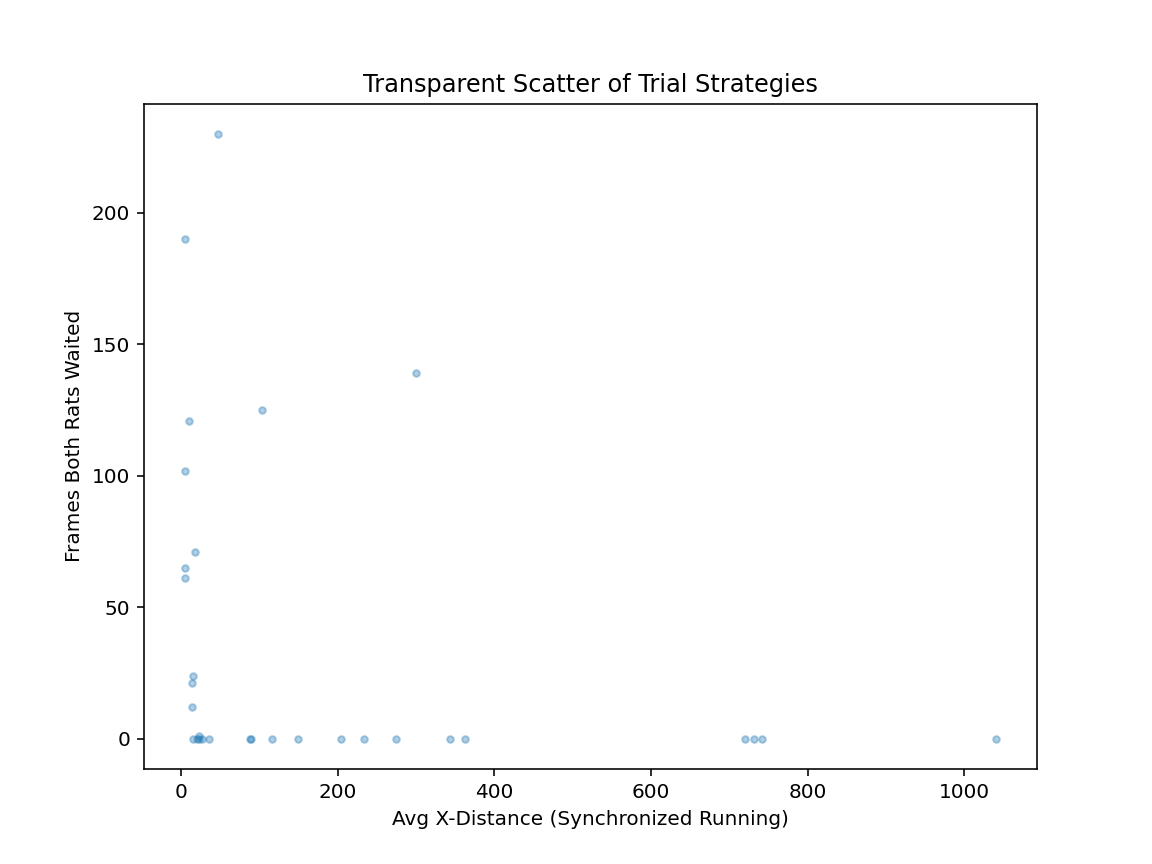 Transparent Scatter of Trial Strategies
Frames Both Rats Waited
200
150
100
50
0
0 200 400 600 800 1000
Avg X-Distance (Synchronized Running)